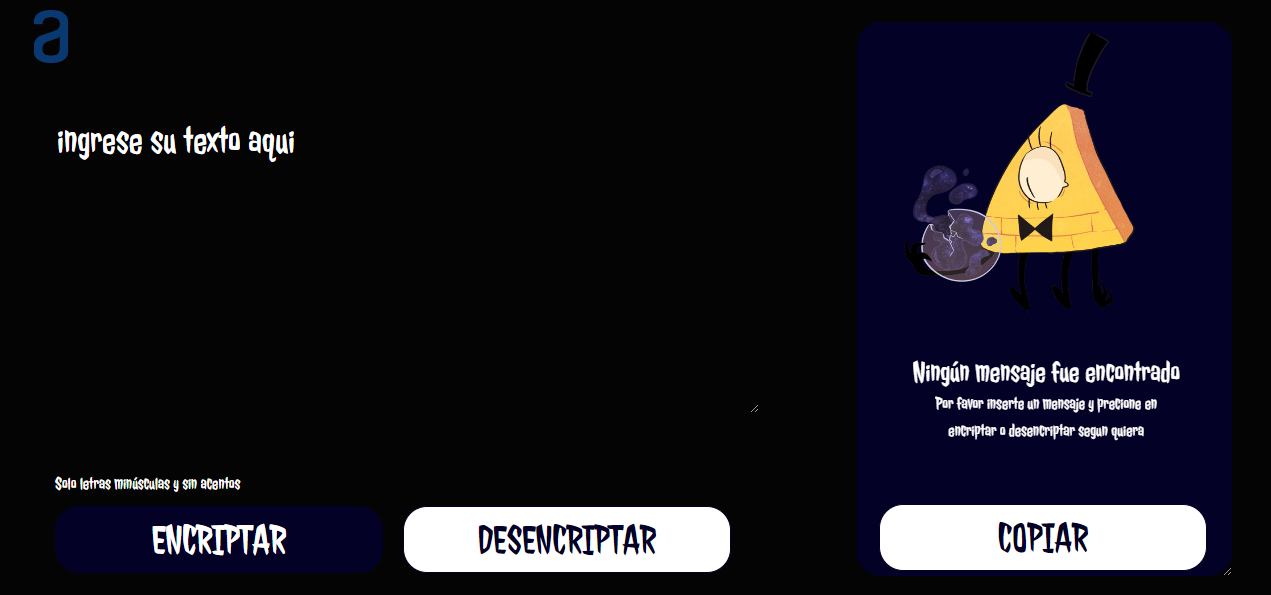 a
ingrese su texto aqui
Solo letras minúsculas y sin acentos
ENCRIPTAR
DESENCRIPTAR
Ningún mensaje fue encontrado
Por favor inserte un mensaje y precione en
encriptar o desencriptar segun quiera
COPIAR